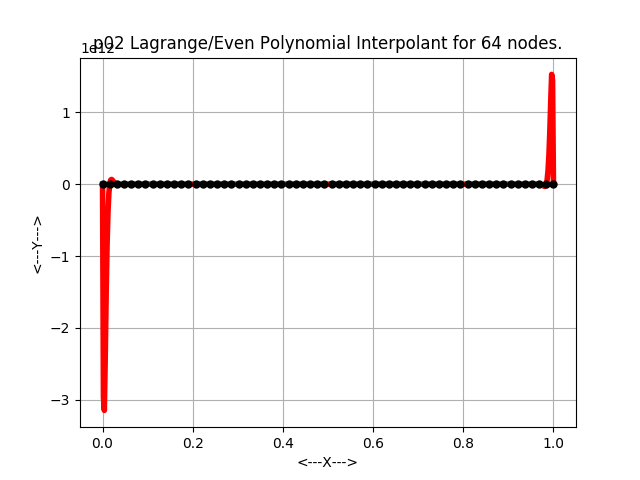 p02 Lagrange/Even Polynomial Interpolant for 64 nodes.
1e12
1
0
−1
−2
−3
<---Y--->
0.0 0.2 0.4 0.6 0.8 1.0
<---X--->